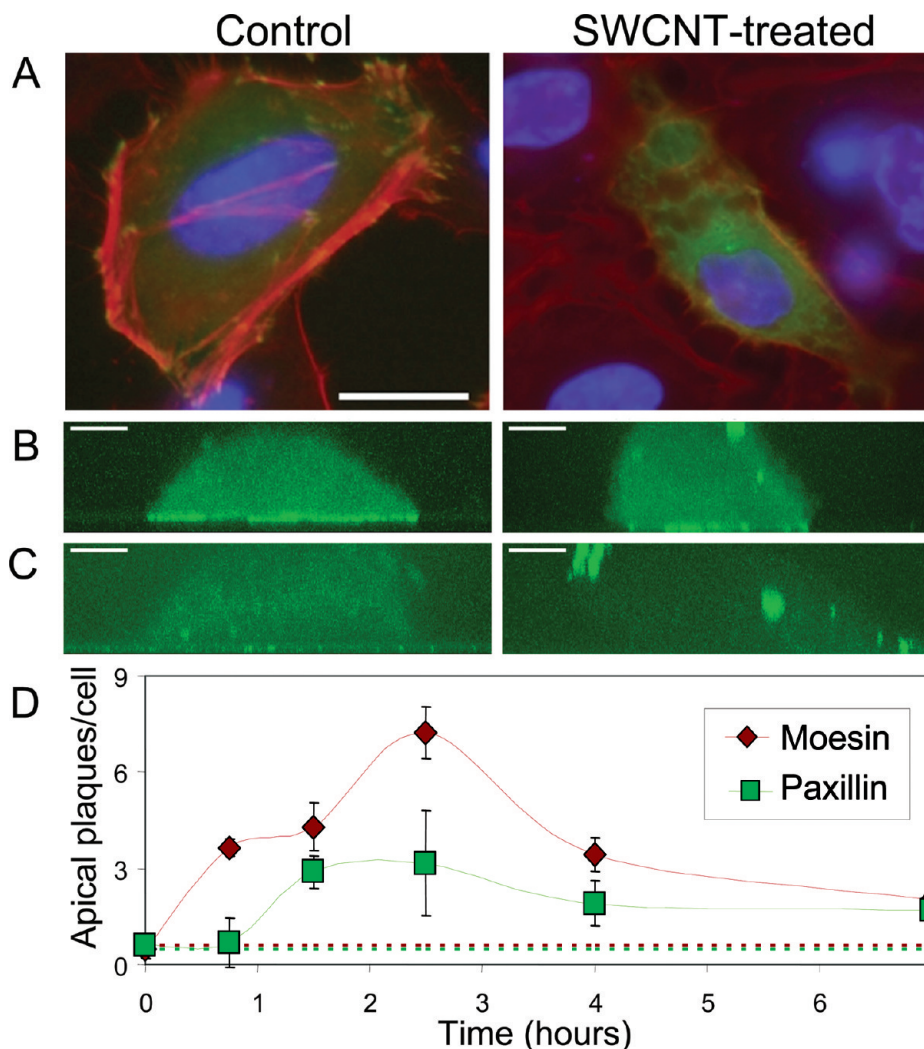 Control
SWCNT-treated
A
B
C
D
Apical plaques/cell
9
6
3
0
Moesin
Paxillin
0 1 2 3 4 5 6
Time (hours)